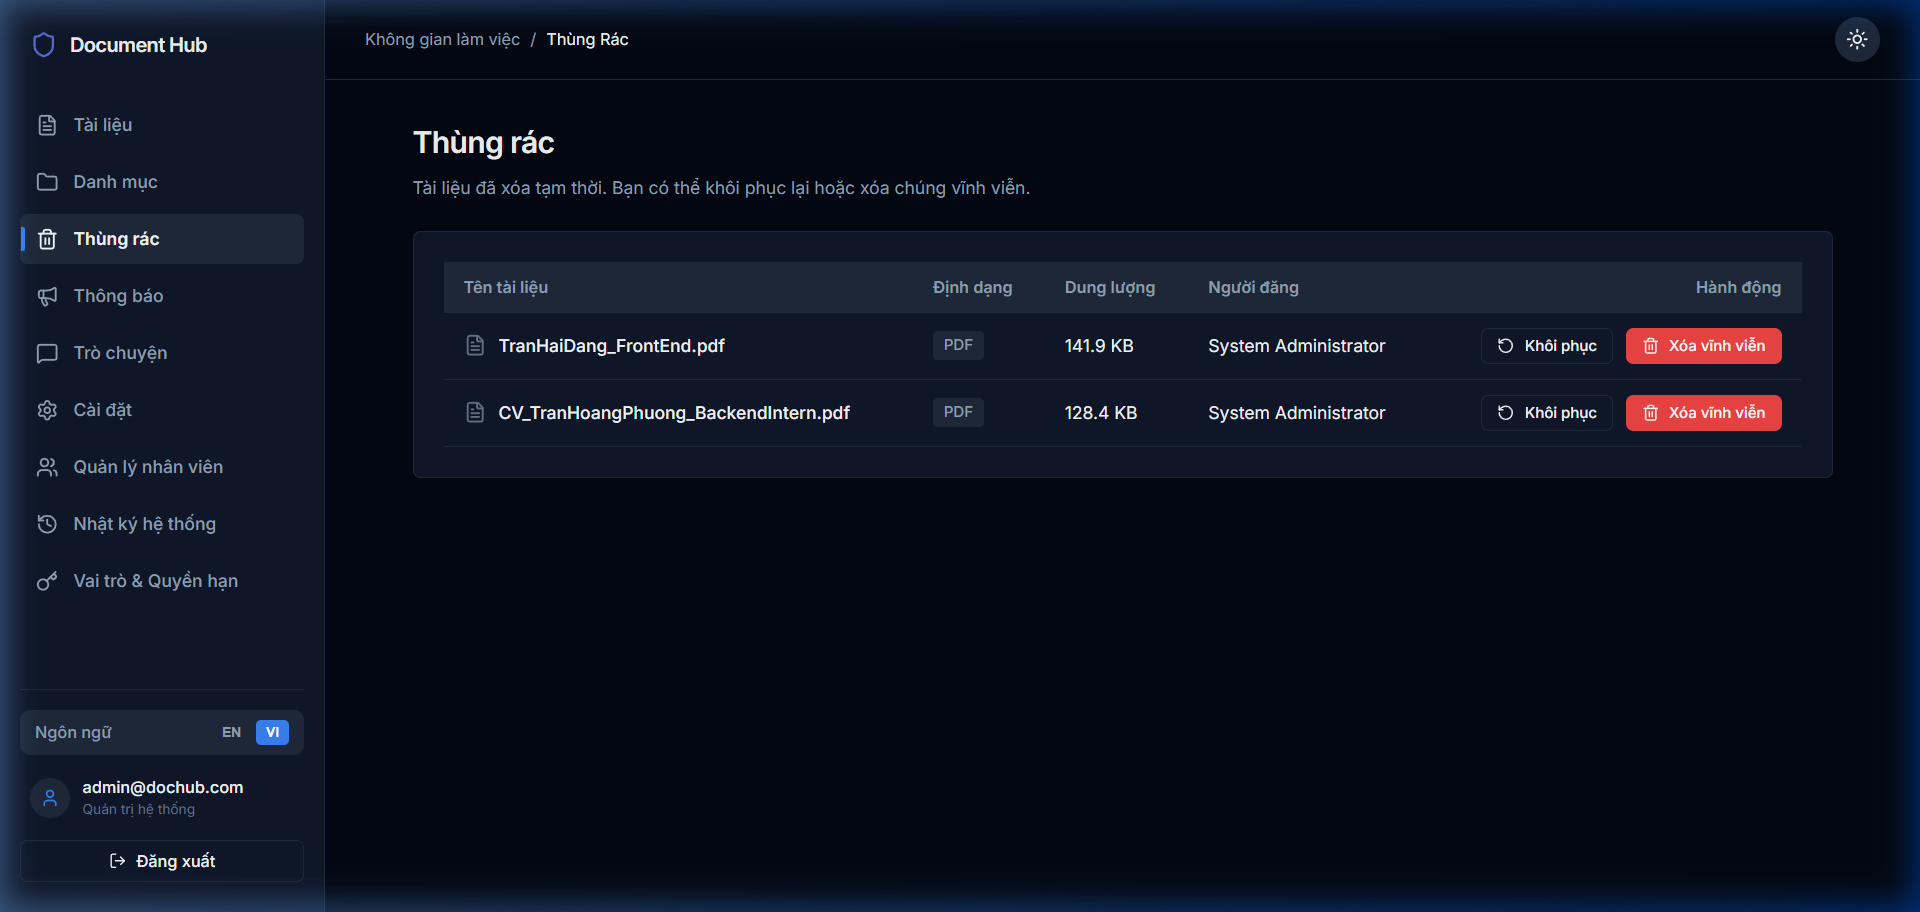 Document Hub
Tài liệu
Danh mục
Thùng rác
Thông báo
Trò chuyện
Cài đặt
Quản lý nhân viên
Nhật ký hệ thống
Vai trò & Quyền hạn
Ngôn ngữ EN VI
admin@dochub.com
Quản trị hệ thống
Đăng xuất
Không gian làm việc / Thùng Rác
Thùng rác
Tài liệu đã xóa tạm thời. Bạn có thể khôi phục lại hoặc xóa chúng vĩnh viễn.
Tên tài liệu Định dạng Dung lượng Người đăng Hành động
TranHaiDang_FrontEnd.pdf PDF 141.9 KB System Administrator Khôi phục Xóa vĩnh viễn
CV_TranHoangPhuong_BackendIntern.pdf PDF 128.4 KB System Administrator Khôi phục Xóa vĩnh viễn